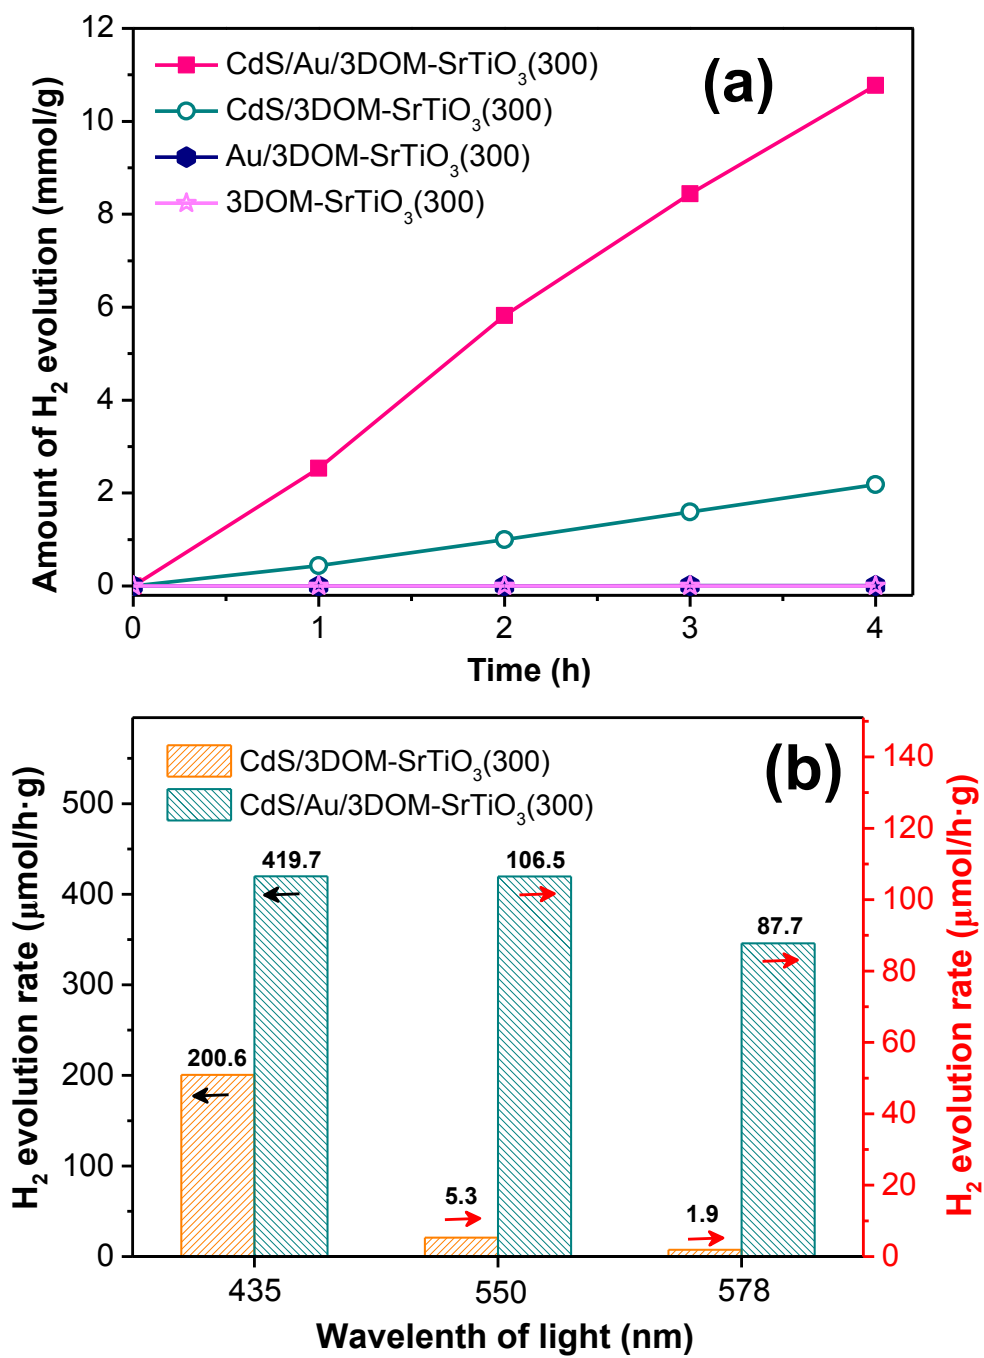 (a)
CdS/Au/3DOM-SrTiO₃(300)
CdS/3DOM-SrTiO₃(300)
Au/3DOM-SrTiO₃(300)
3DOM-SrTiO₃(300)
Amount of H₂ evolution (mmol/g)
12
10
8
6
4
2
0
0 1 2 3 4
Time (h)
(b)
CdS/3DOM-SrTiO₃(300)
CdS/Au/3DOM-SrTiO₃(300)
H₂ evolution rate (μmol/h·g)
500
400
300
200
100
0
200.6
419.7
5.3
106.5
1.9
87.7
140
120
100
80
60
40
20
0
H₂ evolution rate (μmol/h·g)
435 550 578
Wavelenth of light (nm)